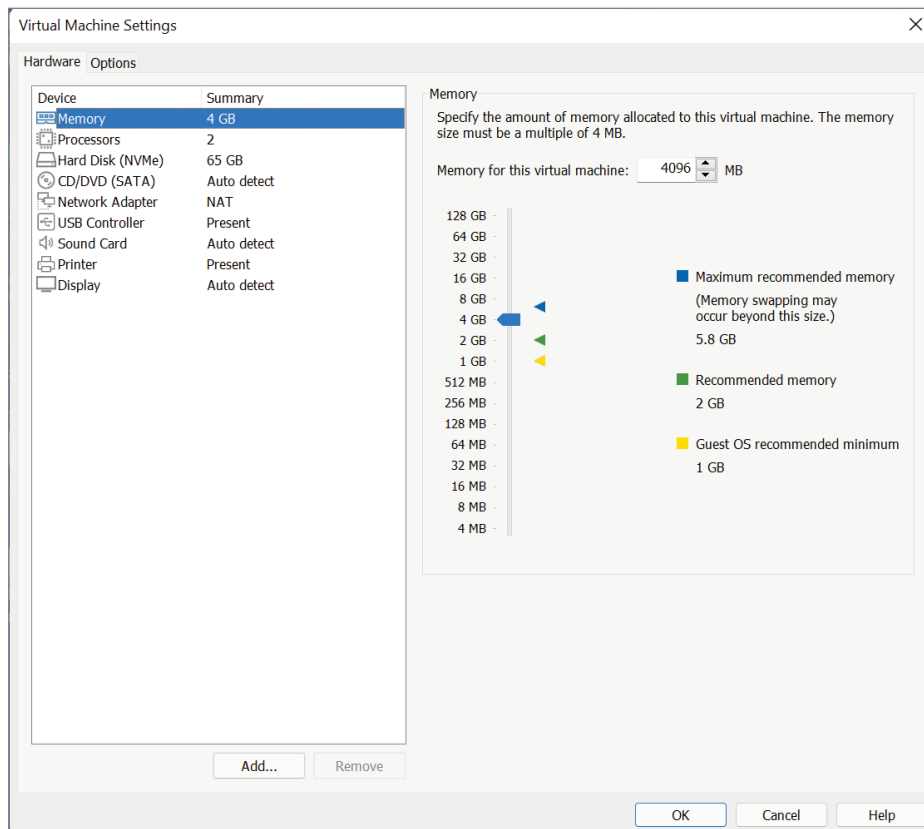 Virtual Machine Settings
Hardware Options
Device Summary
Memory 4 GB
Processors 2
Hard Disk (NVMe) 65 GB
CD/DVD (SATA) Auto detect
Network Adapter NAT
USB Controller Present
Sound Card Auto detect
Printer Present
Display Auto detect
Add... Remove
Memory
Specify the amount of memory allocated to this virtual machine. The memory
size must be a multiple of 4 MB.
Memory for this virtual machine: 4096 MB
128 GB
64 GB
32 GB
16 GB
8 GB
4 GB
2 GB
1 GB
512 MB
256 MB
128 MB
64 MB
32 MB
16 MB
8 MB
4 MB
Maximum recommended memory
(Memory swapping may
occur beyond this size.)
5.8 GB
Recommended memory
2 GB
Guest OS recommended minimum
1 GB
OK Cancel Help